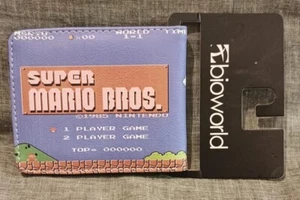 WORLD TIME
000000 ×00 1-1
SUPER
MARIO BROS.
©1985 NINTENDO
1 PLAYER GAME
2 PLAYER GAME
TOP- 000000
bioworld